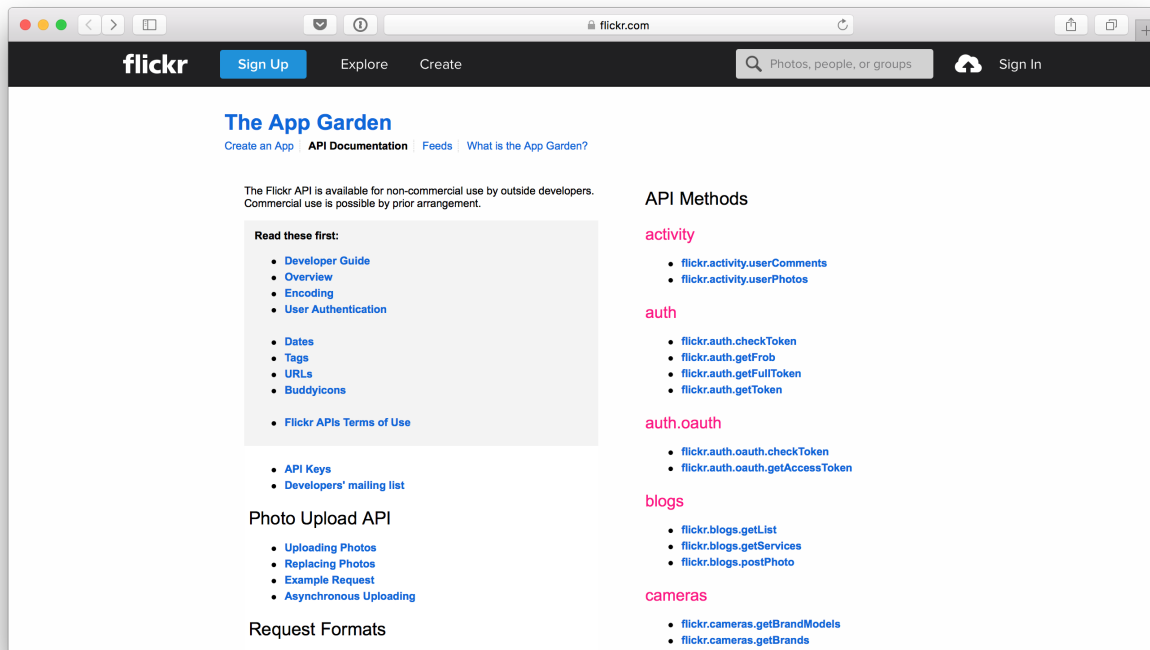 flickr.com
flickr
Sign Up
Explore
Create
Photos, people, or groups
Sign In
The App Garden
Create an App
API Documentation
Feeds
What is the App Garden?
The Flickr API is available for non-commercial use by outside developers.
Commercial use is possible by prior arrangement.
Read these first:
Developer Guide
Overview
Encoding
User Authentication
Dates
Tags
URLs
Buddyicons
Flickr APIs Terms of Use
API Keys
Developers' mailing list
Photo Upload API
Uploading Photos
Replacing Photos
Example Request
Asynchronous Uploading
Request Formats
API Methods
activity
flickr.activity.userComments
flickr.activity.userPhotos
auth
flickr.auth.checkToken
flickr.auth.getFrob
flickr.auth.getFullToken
flickr.auth.getToken
auth.oauth
flickr.auth.oauth.checkToken
flickr.auth.oauth.getAccessToken
blogs
flickr.blogs.getList
flickr.blogs.getServices
flickr.blogs.postPhoto
cameras
flickr.cameras.getBrandModels
flickr.cameras.getBrands